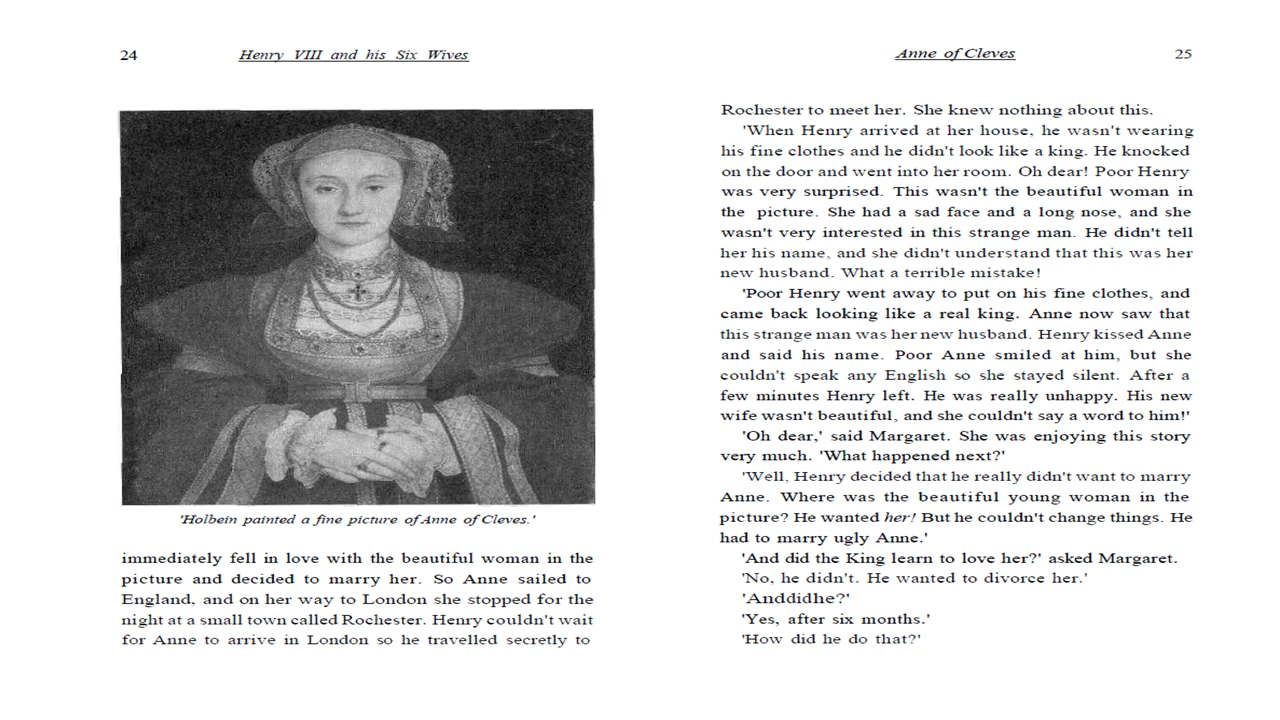 24
Henry VIII and his Six Wives
'Holbein painted a fine picture of Anne of Cleves.'
immediately fell in love with the beautiful woman in the
picture and decided to marry her. So Anne sailed to
England, and on her way to London she stopped for the
night at a small town called Rochester. Henry couldn't wait
for Anne to arrive in London so he travelled secretly to
Anne of Cleves
25
Rochester to meet her. She knew nothing about this.
'When Henry arrived at her house, he wasn't wearing
his fine clothes and he didn't look like a king. He knocked
on the door and went into her room. Oh dear! Poor Henry
was very surprised. This wasn't the beautiful woman in
the picture. She had a sad face and a long nose, and she
wasn't very interested in this strange man. He didn't tell
her his name, and she didn't understand that this was her
new husband. What a terrible mistake!
'Poor Henry went away to put on his fine clothes, and
came back looking like a real king. Anne now saw that
this strange man was her new husband. Henry kissed Anne
and said his name. Poor Anne smiled at him, but she
couldn't speak any English so she stayed silent. After a
few minutes Henry left. He was really unhappy. His new
wife wasn't beautiful, and she couldn't say a word to him!'
'Oh dear,' said Margaret. She was enjoying this story
very much. 'What happened next?'
'Well, Henry decided that he really didn't want to marry
Anne. Where was the beautiful young woman in the
picture? He wanted her! But he couldn't change things. He
had to marry ugly Anne.'
'And did the King learn to love her?' asked Margaret.
'No, he didn't. He wanted to divorce her.'
'Anddidhe?'
'Yes, after six months.'
'How did he do that?'